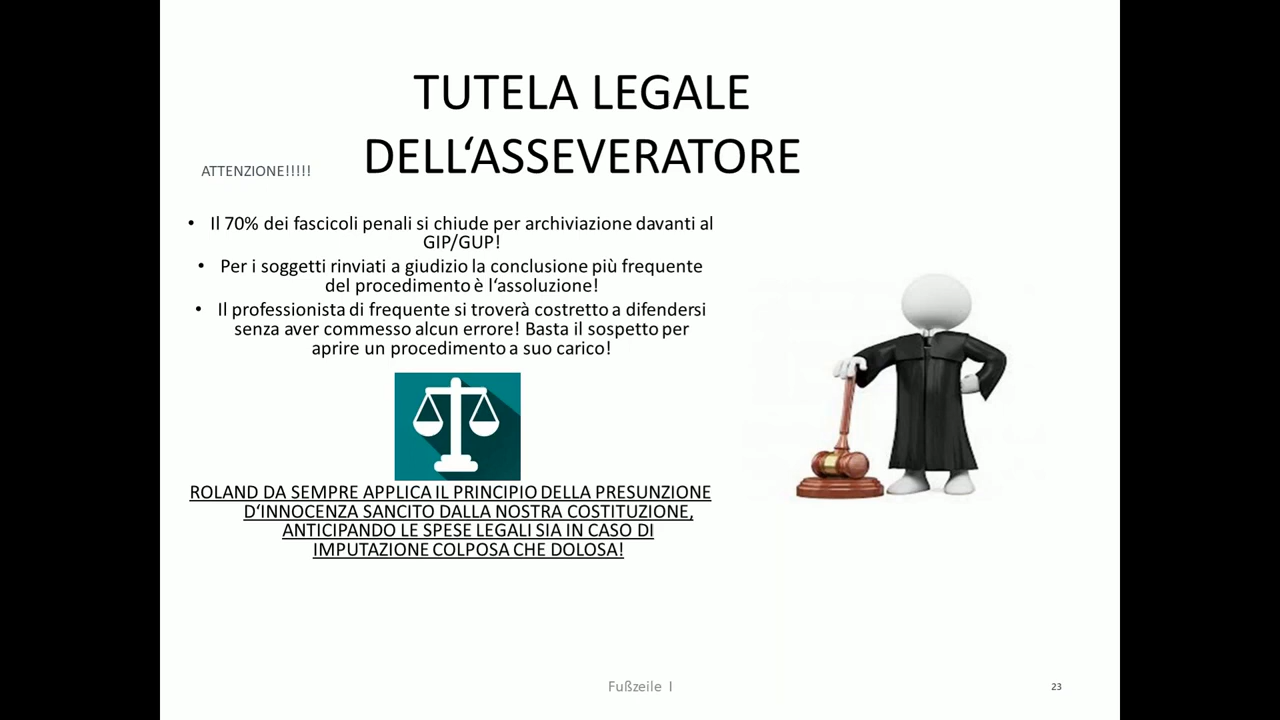 TUTELA LEGALE
DELL‘ASSEVERATORE
ATTENZIONE!!!!!
• Il 70% dei fascicoli penali si chiude per archiviazione davanti al
GIP/GUP!
• Per i soggetti rinviati a giudizio la conclusione più frequente
del procedimento è l‘assoluzione!
• Il professionista di frequente si troverà costretto a difendersi
senza aver commesso alcun errore! Basta il sospetto per
aprire un procedimento a suo carico!
ROLAND DA SEMPRE APPLICA IL PRINCIPIO DELLA PRESUNZIONE
D‘INNOCENZA SANCITO DALLA NOSTRA COSTITUZIONE,
ANTICIPANDO LE SPESE LEGALI SIA IN CASO DI
IMPUTAZIONE COLPOSA CHE DOLOSA!
Fußzeile I
23